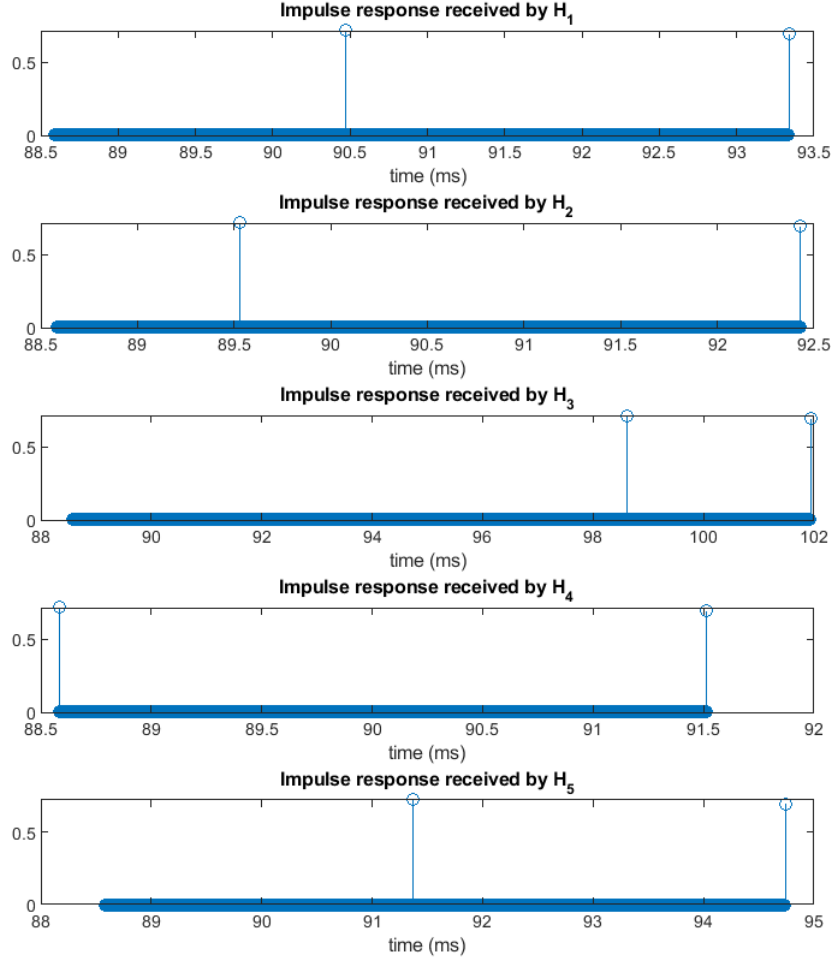 Impulse response received by H1
0.5
0
88.5 89 89.5 90 90.5 91 91.5 92 92.5 93 93.5
time (ms)
Impulse response received by H2
0.5
0
88.5 89 89.5 90 90.5 91 91.5 92 92.5
time (ms)
Impulse response received by H3
0.5
0
88 90 92 94 96 98 100 102
time (ms)
Impulse response received by H4
0.5
0
88.5 89 89.5 90 90.5 91 91.5 92
time (ms)
Impulse response received by H5
0.5
0
88 89 90 91 92 93 94 95
time (ms)